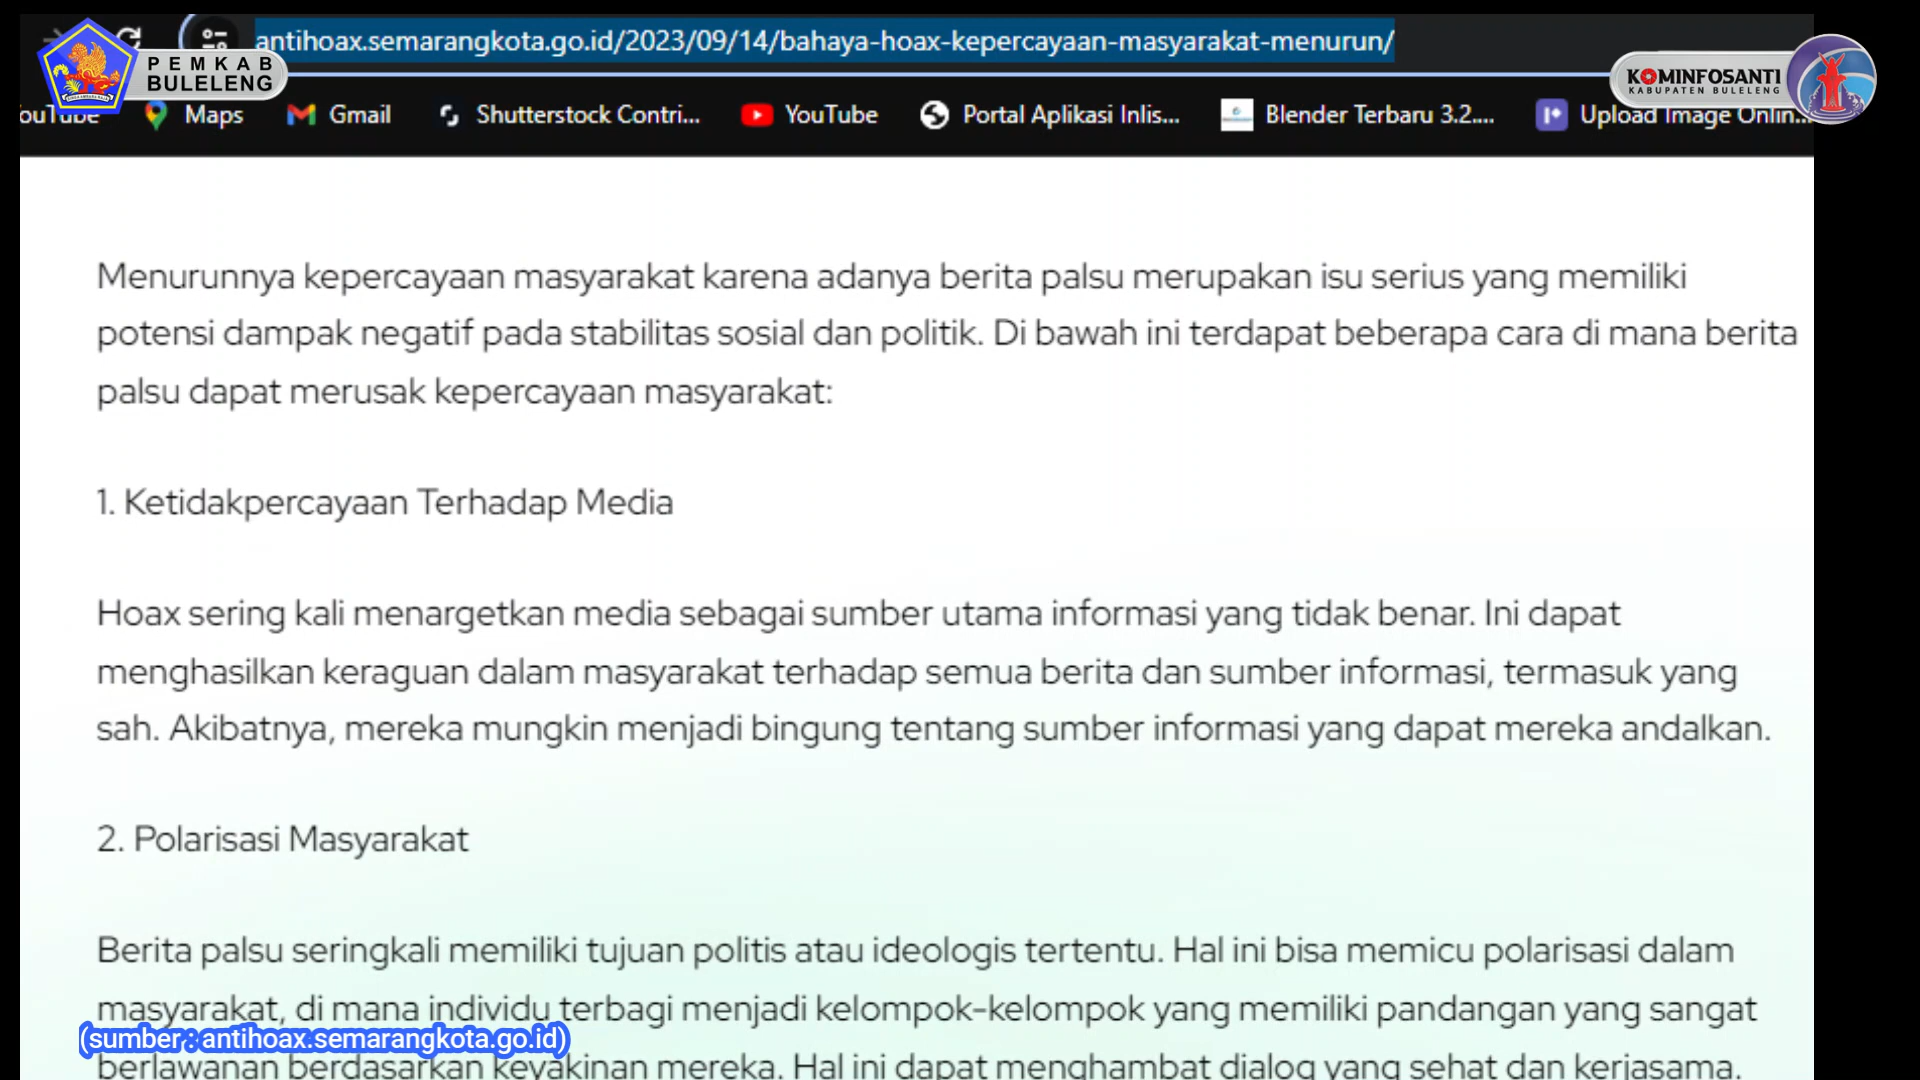 antihoax.semarangkota.go.id/2023/09/14/bahaya-hoax-kepercayaan-masyarakat-menurun/
PEMKAB
BULELENG
KOMINFOSANTI
KABUPATEN BULELENG
ouTube Maps Gmail Shutterstock Contri... YouTube Portal Aplikasi Inlis... Blender Terbaru 3.2.... Upload Image Onlin...
Menurunnya kepercayaan masyarakat karena adanya berita palsu merupakan isu serius yang memiliki
potensi dampak negatif pada stabilitas sosial dan politik. Di bawah ini terdapat beberapa cara di mana berita
palsu dapat merusak kepercayaan masyarakat:
1. Ketidakpercayaan Terhadap Media
Hoax sering kali menargetkan media sebagai sumber utama informasi yang tidak benar. Ini dapat
menghasilkan keraguan dalam masyarakat terhadap semua berita dan sumber informasi, termasuk yang
sah. Akibatnya, mereka mungkin menjadi bingung tentang sumber informasi yang dapat mereka andalkan.
2. Polarisasi Masyarakat
Berita palsu seringkali memiliki tujuan politis atau ideologis tertentu. Hal ini bisa memicu polarisasi dalam
masyarakat, di mana individu terbagi menjadi kelompok-kelompok yang memiliki pandangan yang sangat
(sumber : antihoax.semarangkota.go.id)
berlawanan berdasarkan keyakinan mereka. Hal ini dapat menghambat dialog yang sehat dan kerjasama.